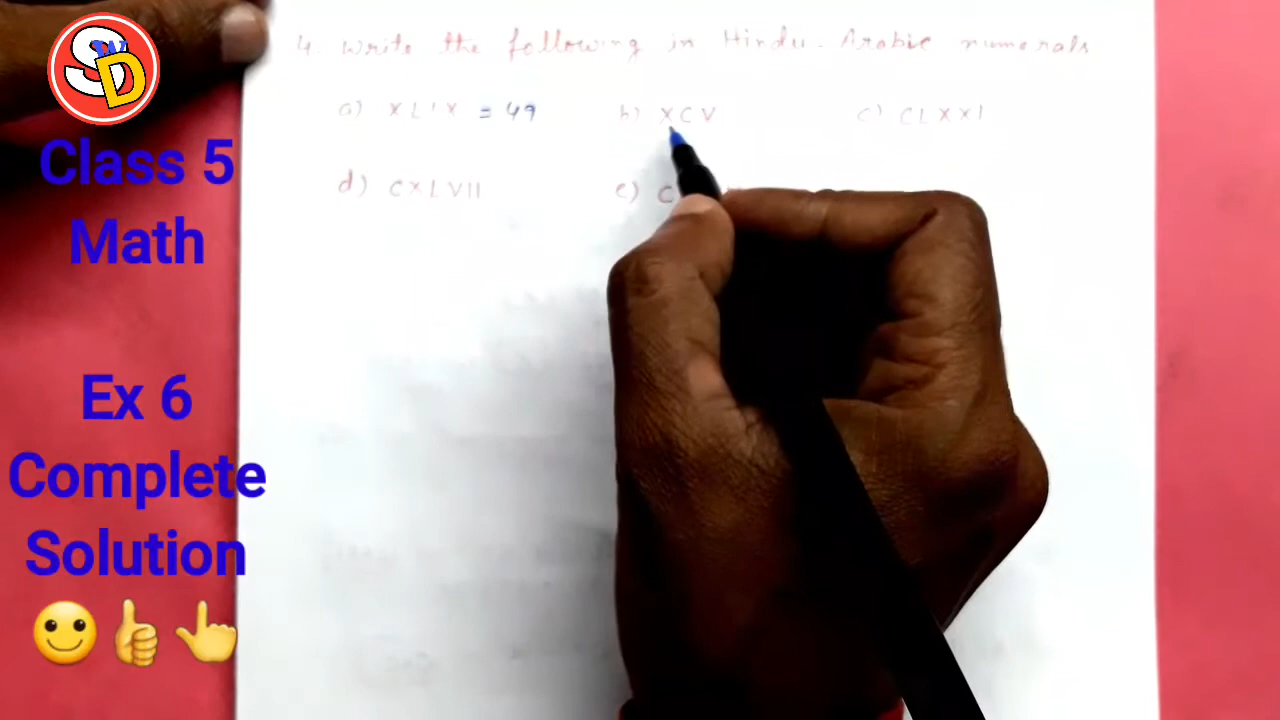 SWD
Class 5
Math
Ex 6
Complete
Solution
4. Write the following in Hindu-Arabic numerals
a) XLIX = 49 b) XCV c) CLXXI
d) CXLVII e) C